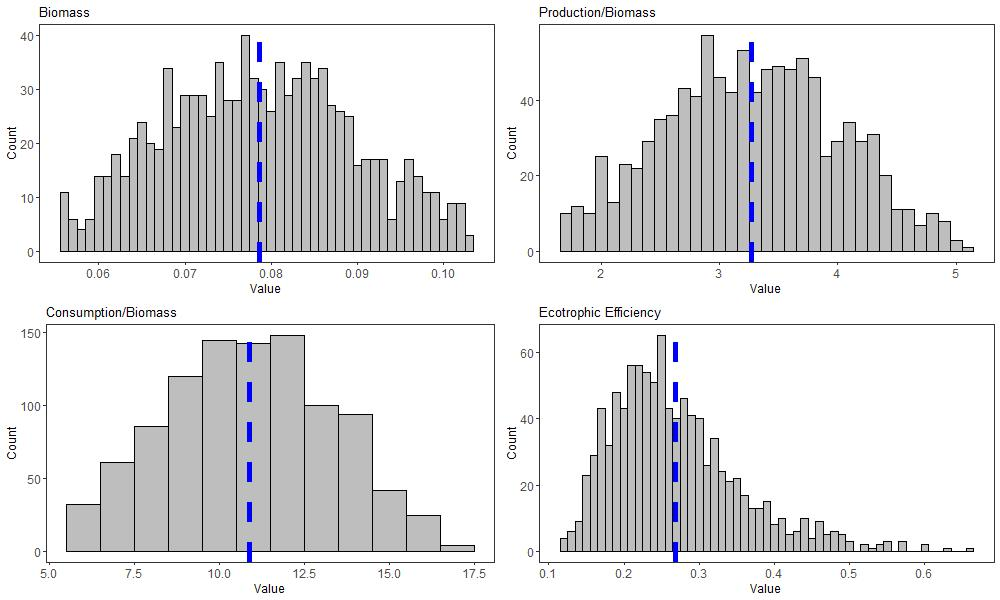 Biomass
Count
40
30
20
10
0
0.06 0.07 0.08 0.09 0.10
Value
Production/Biomass
Count
40
20
0
2 3 4 5
Value
Consumption/Biomass
Count
150
100
50
0
5.0 7.5 10.0 12.5 15.0 17.5
Value
Ecotrophic Efficiency
Count
60
40
20
0
0.1 0.2 0.3 0.4 0.5 0.6
Value